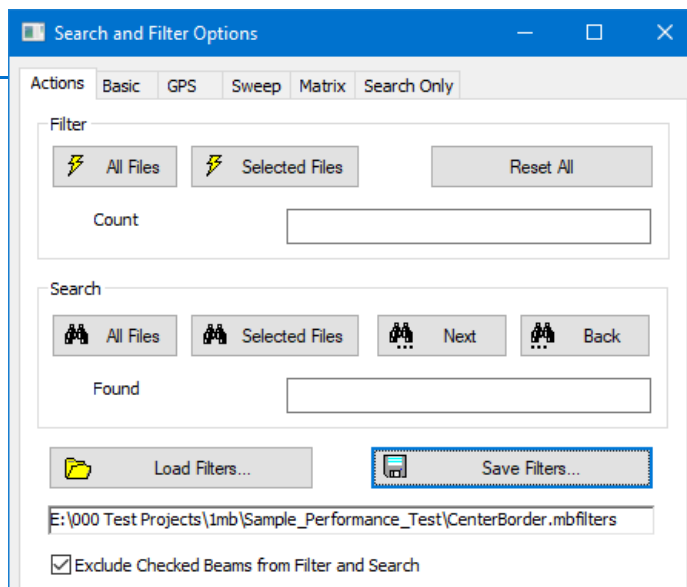 Search and Filter Options
Actions Basic GPS Sweep Matrix Search Only
Filter
All Files Selected Files Reset All
Count
Search
All Files Selected Files Next Back
Found
Load Filters... Save Filters...
E:\000 Test Projects\1mb\Sample_Performance_Test\CenterBorder.mbfilters
Exclude Checked Beams from Filter and Search